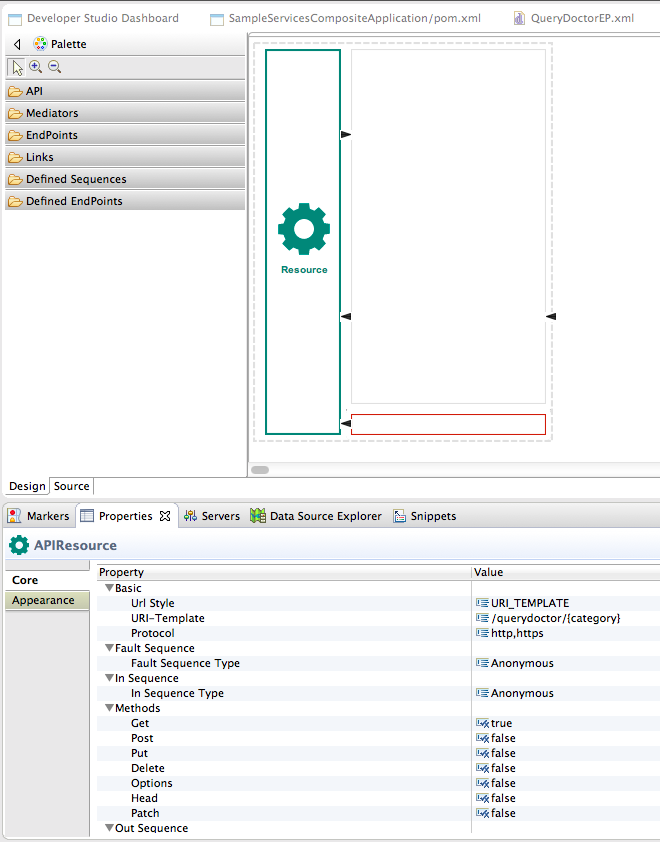 Developer Studio Dashboard SampleServicesCompositeApplication/pom.xml QueryDoctorEP.xml
Palette
API
Mediators
EndPoints
Links
Defined Sequences
Defined EndPoints
Resource
Design Source
Markers Properties Servers Data Source Explorer Snippets
APIResource
Core
Appearance
Property Value
Basic
Url Style URI_TEMPLATE
URI-Template /querydoctor/{category}
Protocol http,https
Fault Sequence
Fault Sequence Type Anonymous
In Sequence
In Sequence Type Anonymous
Methods
Get true
Post false
Put false
Delete false
Options false
Head false
Patch false
Out Sequence